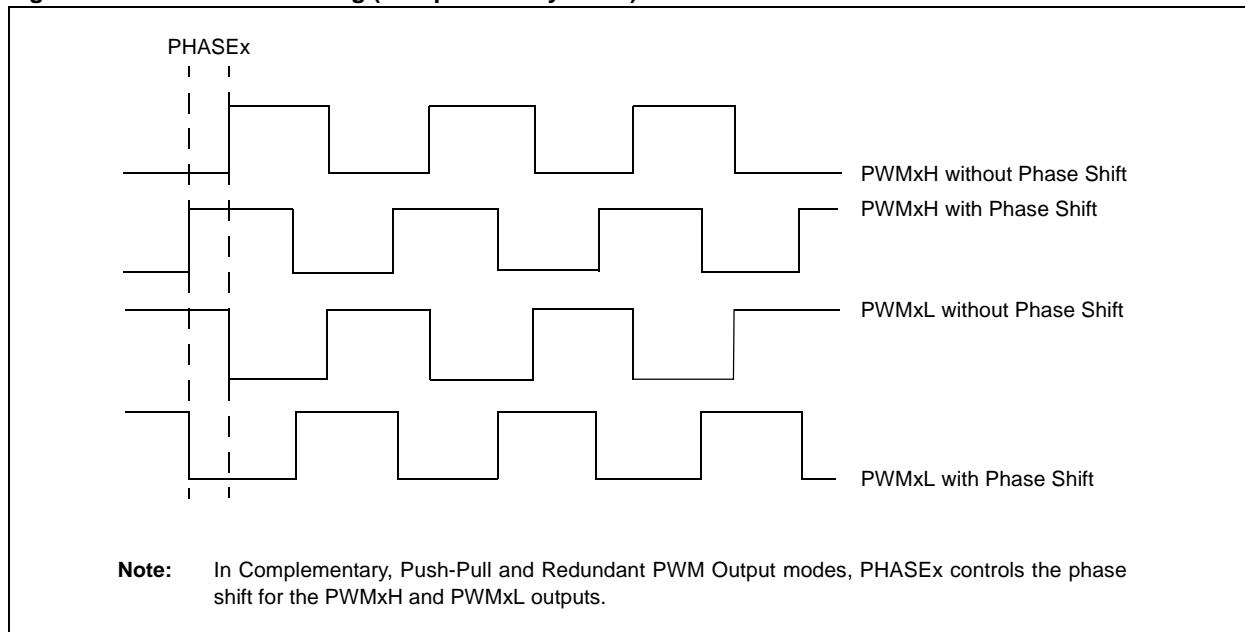 PHASEx
PWMxH without Phase Shift
PWMxH with Phase Shift
PWMxL without Phase Shift
PWMxL with Phase Shift
Note: In Complementary, Push-Pull and Redundant PWM Output modes, PHASEx controls the phase
shift for the PWMxH and PWMxL outputs.